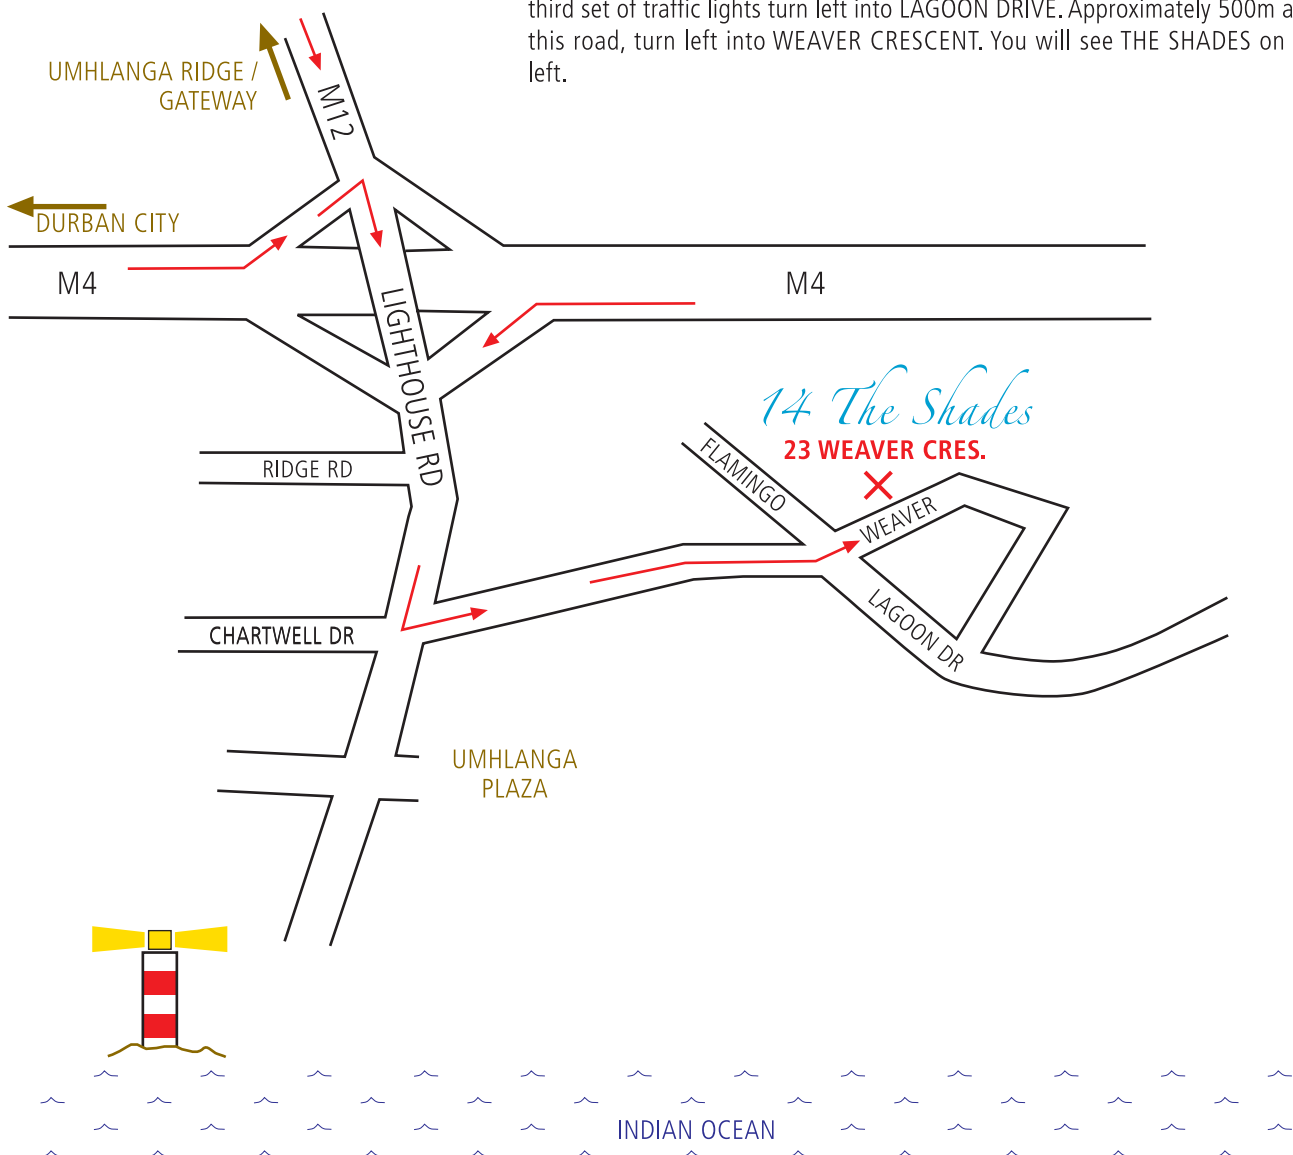 third set of traffic lights turn left into LAGOON DRIVE. Approximately 500m a
this road, turn left into WEAVER CRESCENT. You will see THE SHADES on
left.
UMHLANGA RIDGE /
GATEWAY
M12
DURBAN CITY
M4
M4
LIGHTHOUSE RD
14 The Shades
23 WEAVER CRES.
FLAMINGO
RIDGE RD
WEAVER
LAGOON DR
CHARTWELL DR
UMHLANGA
PLAZA
INDIAN OCEAN